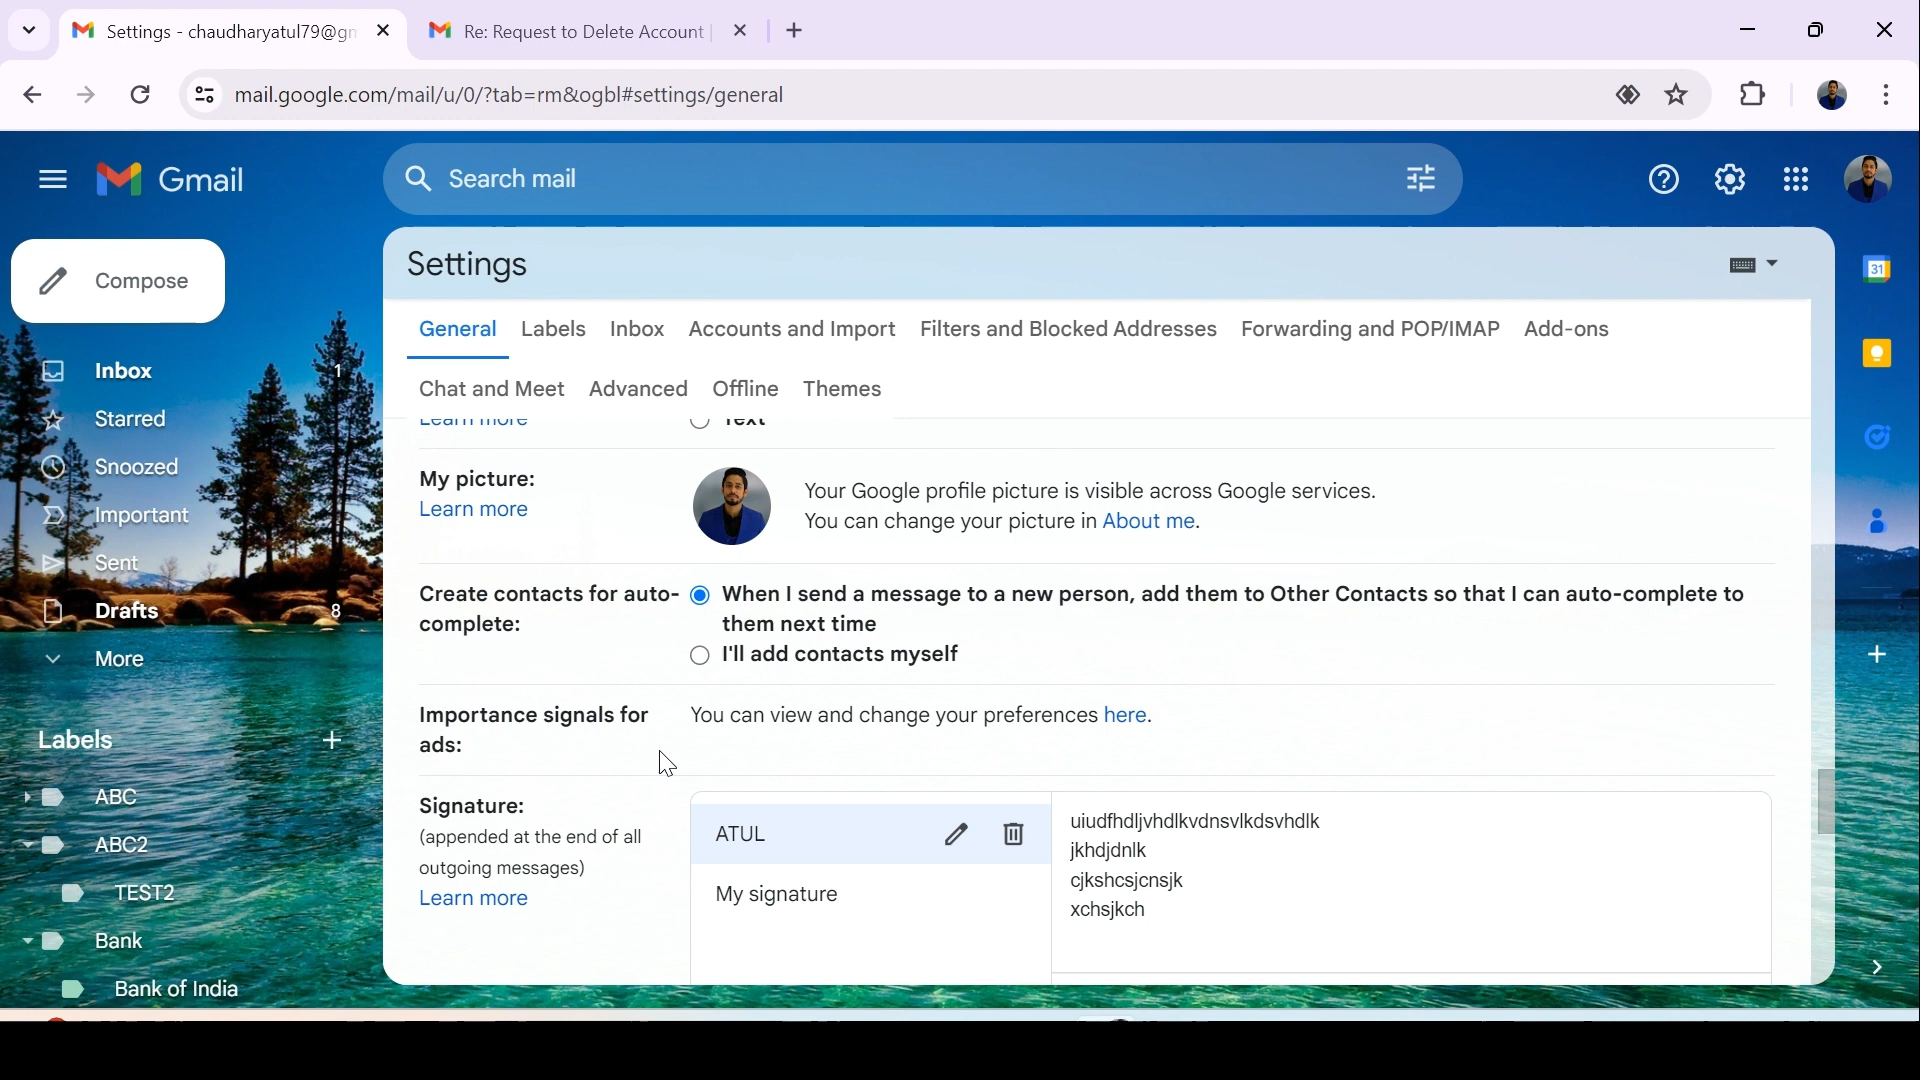 Settings - chaudharyatul79@gm
Re: Request to Delete Account
mail.google.com/mail/u/0/?tab=rm&ogbl#settings/general
Gmail
Search mail
Compose
Inbox 1
Starred
Snoozed
Important
Sent
Drafts 8
More
Labels
ABC
ABC2
TEST2
Bank
Bank of India
Settings
General Labels Inbox Accounts and Import Filters and Blocked Addresses Forwarding and POP/IMAP Add-ons
Chat and Meet Advanced Offline Themes
Learn more Text
My picture:
Learn more
Your Google profile picture is visible across Google services.
You can change your picture in About me.
Create contacts for auto-
complete:
When I send a message to a new person, add them to Other Contacts so that I can auto-complete to
them next time
I'll add contacts myself
Importance signals for
ads:
You can view and change your preferences here.
Signature:
(appended at the end of all
outgoing messages)
Learn more
ATUL
My signature
uiudfhdljvhdlkvdnsvlkdsvhdlk
jkhdjdnlk
cjkshcsjcnsjk
xchsjkch
31